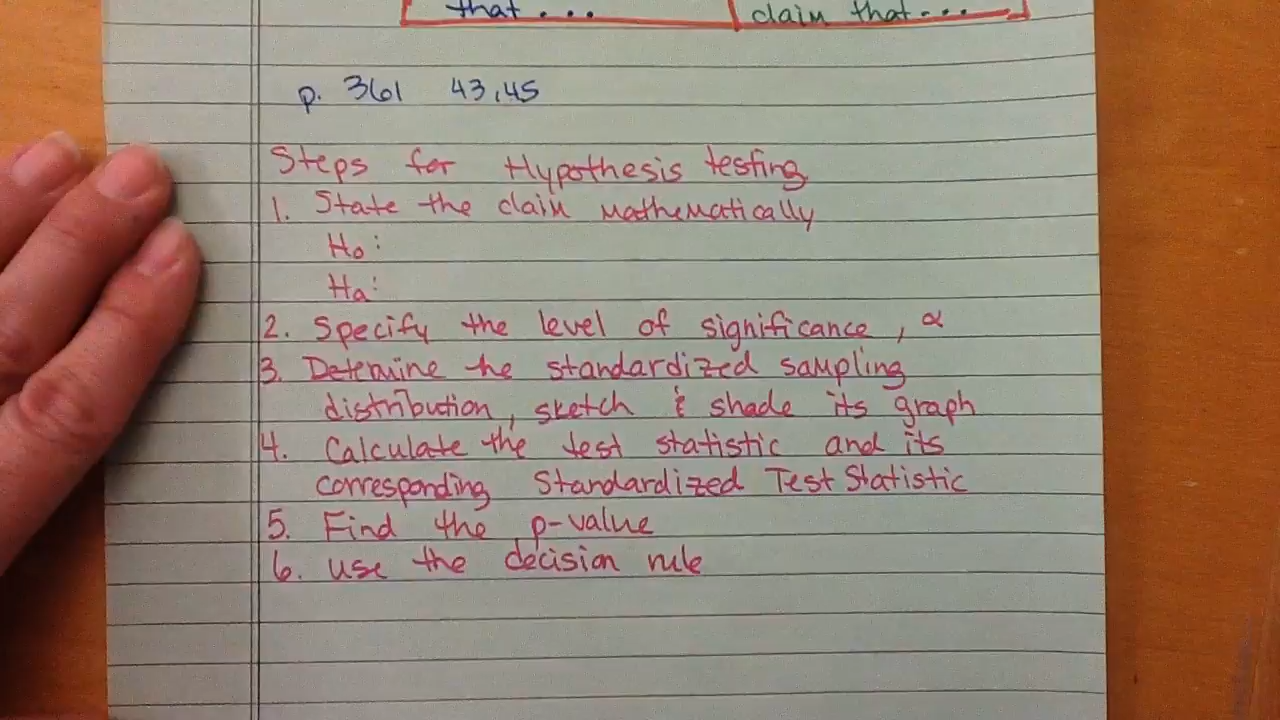 that... claim that...
p. 361 43,45
Steps for Hypothesis testing
1. State the claim mathematically
Ho:
Ha:
2. Specify the level of significance, α
3. Determine the standardized sampling
distribution, sketch & shade its graph
4. Calculate the test statistic and its
corresponding Standardized Test Statistic
5. Find the p-value
6. Use the decision rule